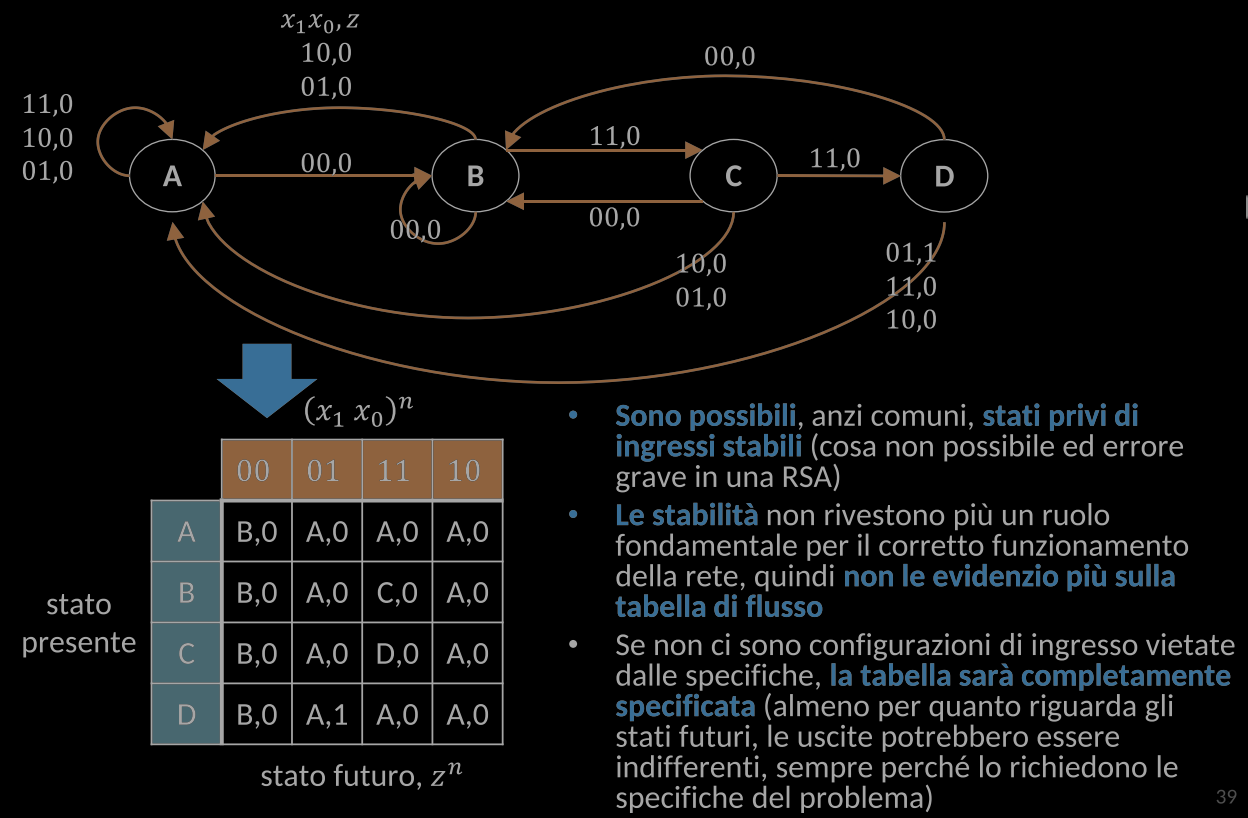 x₁x₀, z
10,0
01,0
00,0
11,0
10,0
01,0
11,0
11,0
00,0
A
B
C
D
00,0
00,0
10,0
01,0
01,1
11,0
10,0
(x₁ x₀)ⁿ
00 01 11 10
A B,0 A,0 A,0 A,0
B B,0 A,0 C,0 A,0
C B,0 A,0 D,0 A,0
D B,0 A,1 A,0 A,0
stato
presente
stato futuro, zⁿ
• Sono possibili, anzi comuni, stati privi di
ingressi stabili (cosa non possibile ed errore
grave in una RSA)
• Le stabilità non rivestono più un ruolo
fondamentale per il corretto funzionamento
della rete, quindi non le evidenzio più sulla
tabella di flusso
• Se non ci sono configurazioni di ingresso vietate
dalle specifiche, la tabella sarà completamente
specificata (almeno per quanto riguarda gli
stati futuri, le uscite potrebbero essere
indifferenti, sempre perché lo richiedono le
specifiche del problema)
39